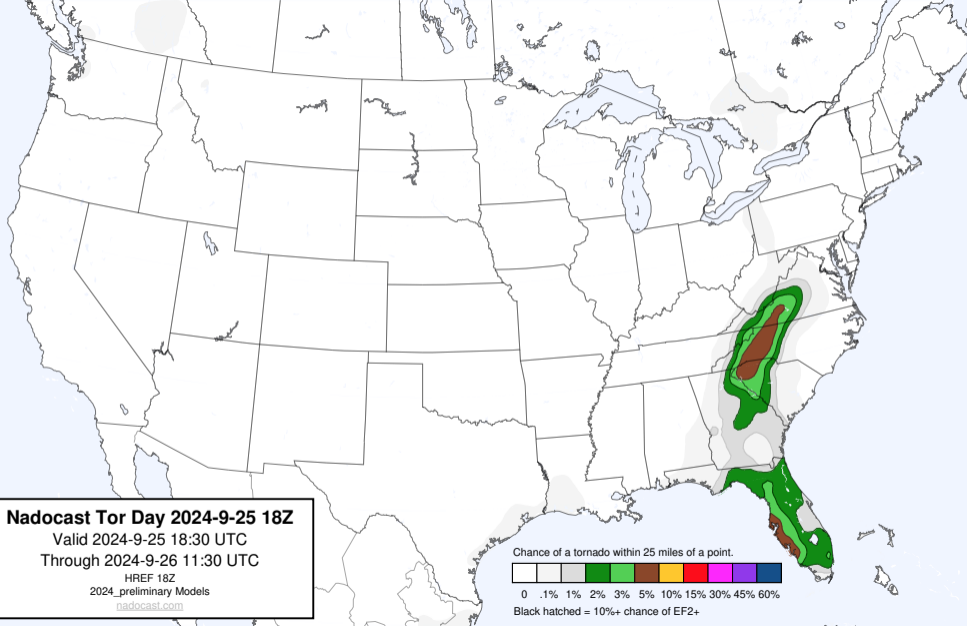 Nadocast Tor Day 2024-9-25 18Z
Valid 2024-9-25 18:30 UTC
Through 2024-9-26 11:30 UTC
HREF 18Z
2024_preliminary Models
nadocast.com
Chance of a tornado within 25 miles of a point.
0 .1% 1% 2% 3% 5% 10% 15% 30% 45% 60%
Black hatched = 10%+ chance of EF2+